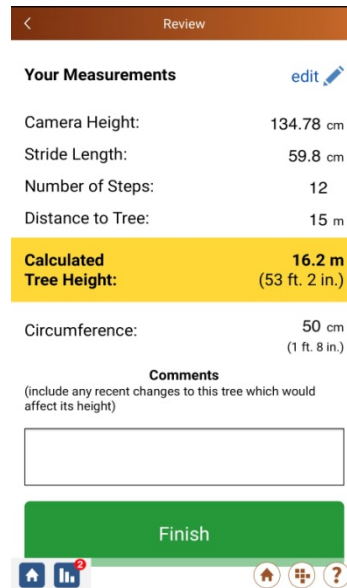 Review
Your Measurements edit
Camera Height: 134.78 cm
Stride Length: 59.8 cm
Number of Steps: 12
Distance to Tree: 15 m
Calculated 16.2 m
Tree Height: (53 ft. 2 in.)
Circumference: 50 cm
(1 ft. 8 in.)
Comments
(include any recent changes to this tree which would
affect its height)
Finish
2
?